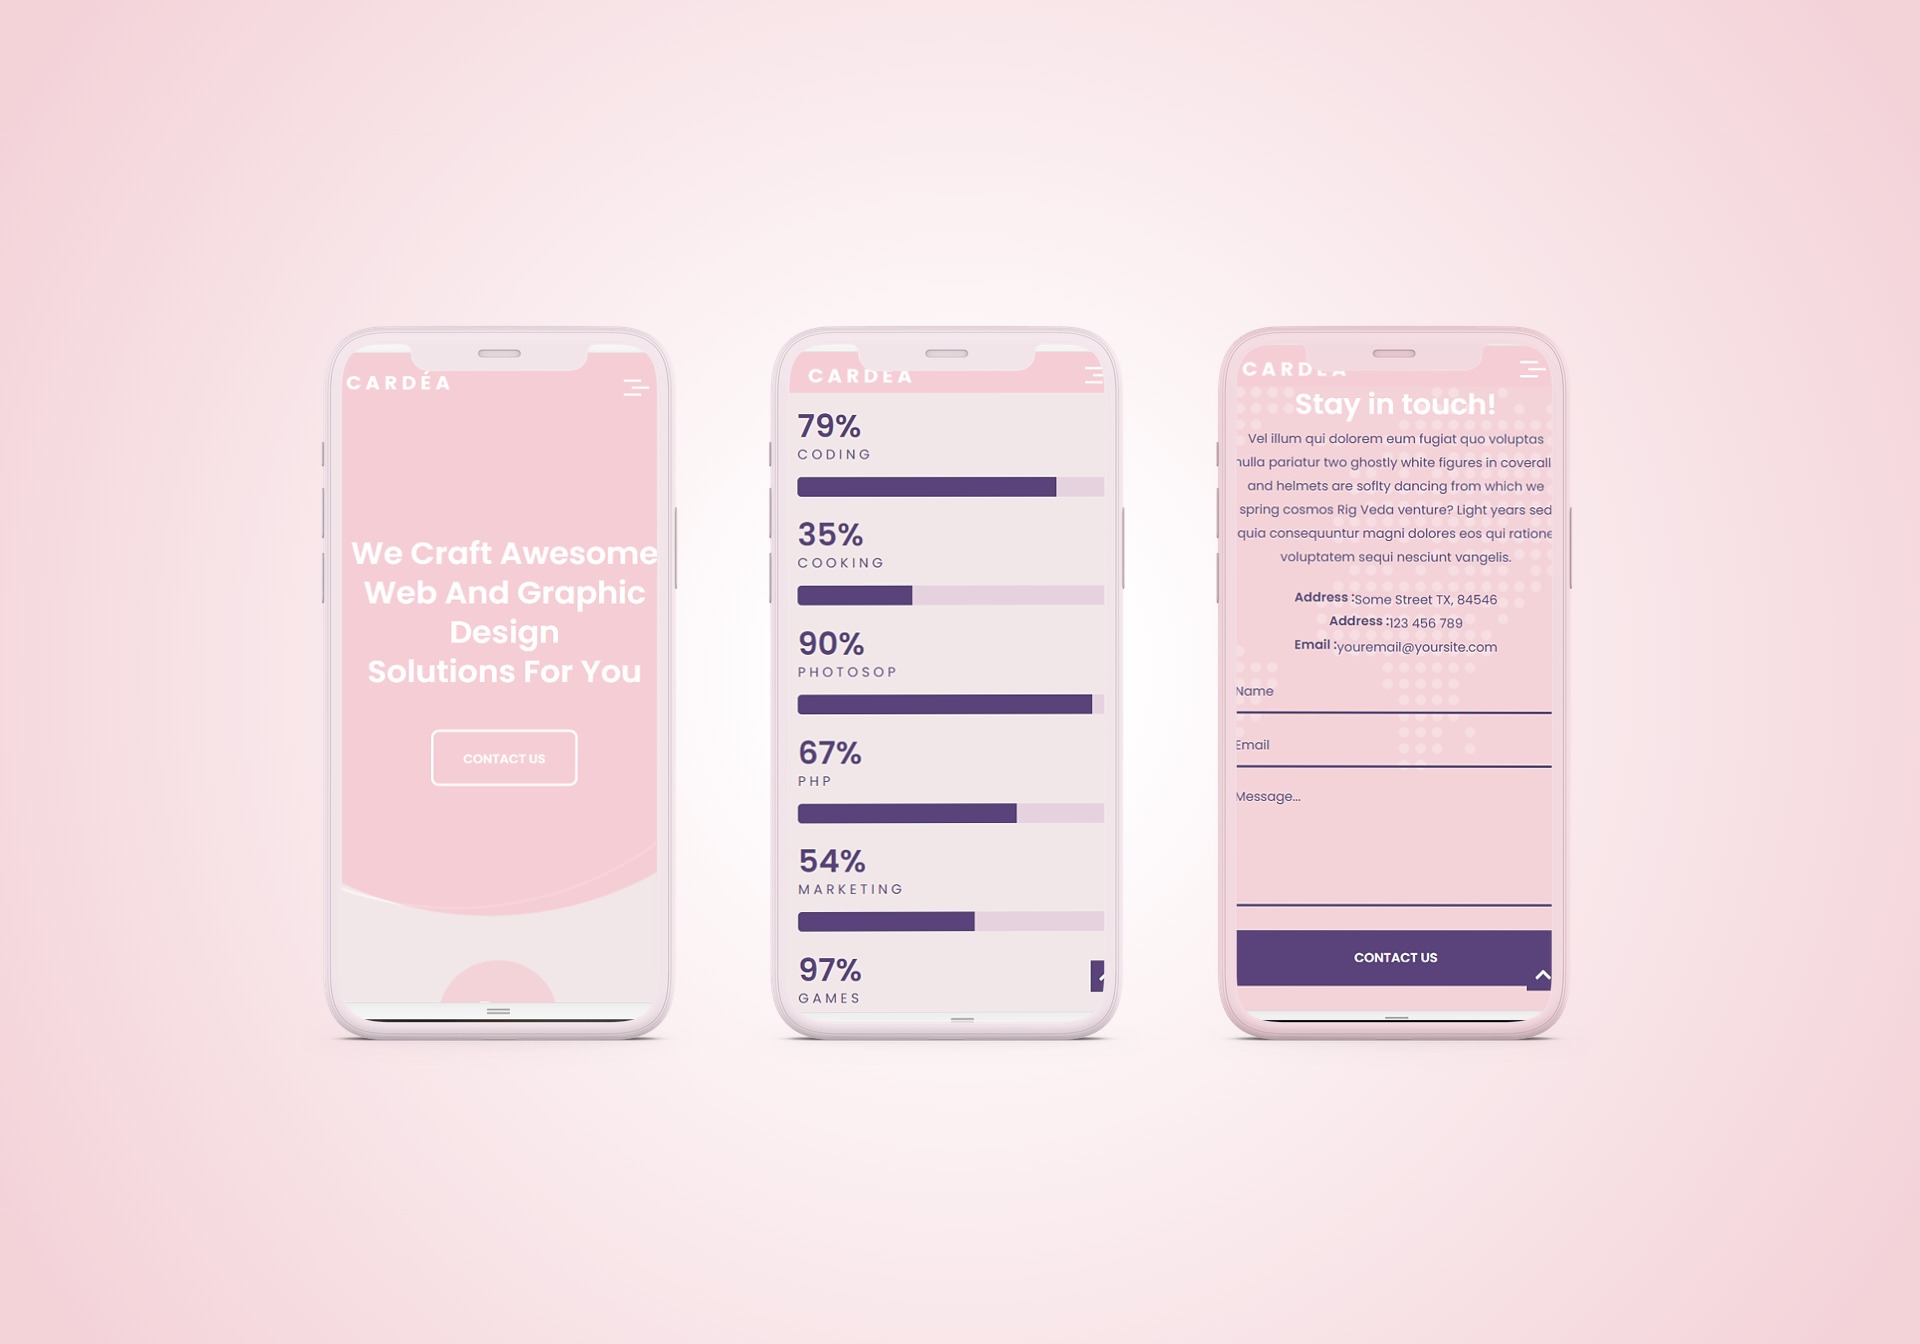 CARDÉA
We Craft Awesome
Web And Graphic
Design
Solutions For You
CONTACT US
CARDEA
79%
CODING
35%
COOKING
90%
PHOTOSOP
67%
PHP
54%
MARKETING
97%
GAMES
CARDEA
Stay in touch!
Vel illum qui dolorem eum fugiat quo voluptas
nulla pariatur two ghostly white figures in coverall
and helmets are soflty dancing from which we
spring cosmos Rig Veda venture? Light years sed
quia consequuntur magni dolores eos qui ratione
voluptatem sequi nesciunt vangelis.
Address :Some Street TX, 84546
Address :123 456 789
Email :youremail@yoursite.com
Name
Email
Message...
CONTACT US